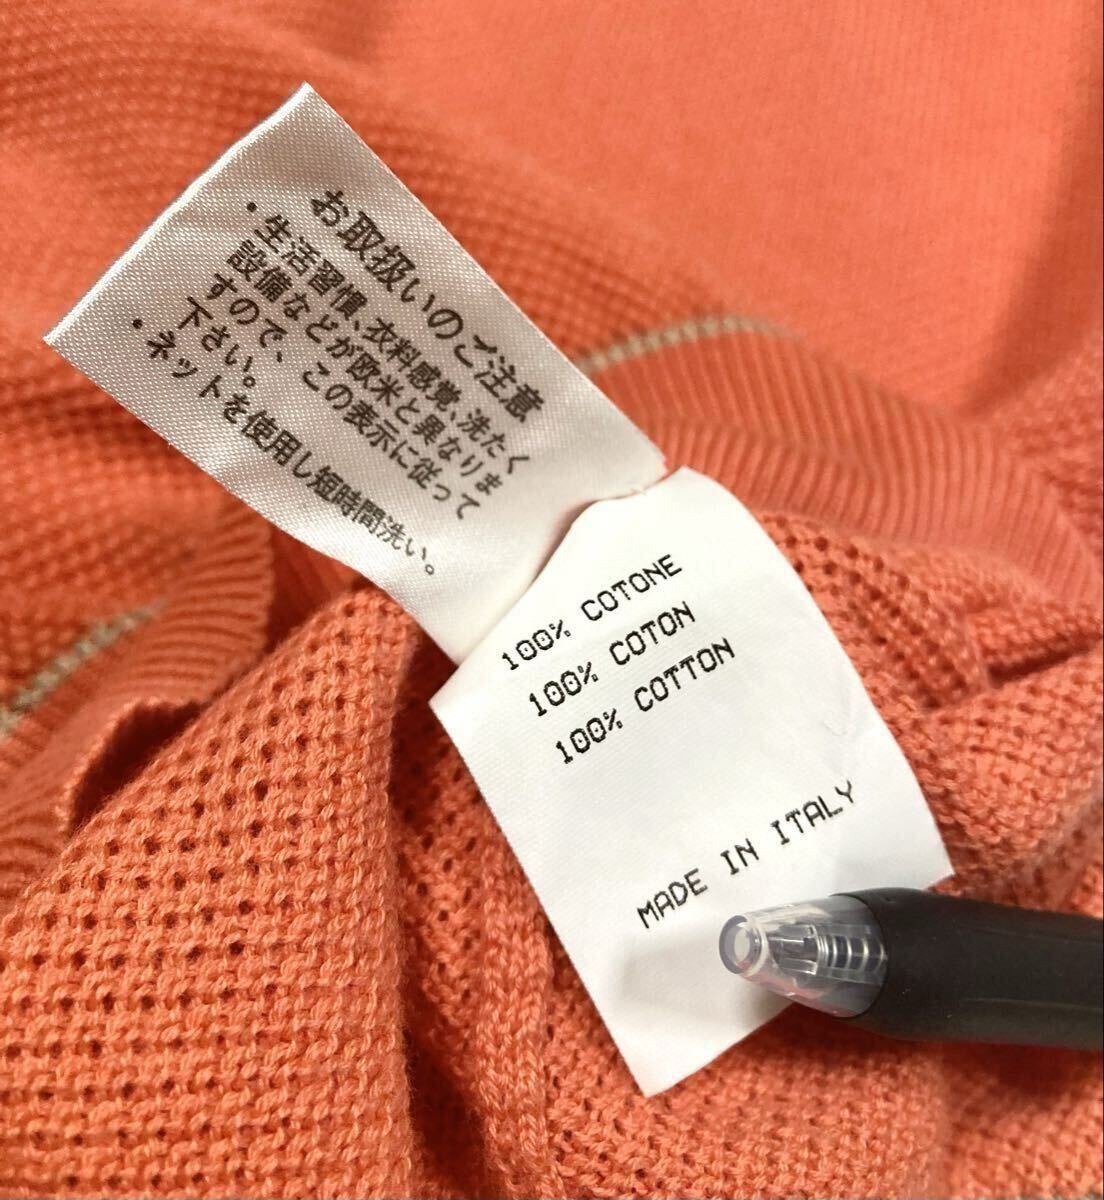 お取扱いのご注意
・生活習慣、衣料感覚、洗たく
設備などが欧米と異なりま
すので、この表示に従って
下さい。
・ネットを使用し短時間洗い。
100% COTONE
100% COTON
100% COTTON
MADE IN ITALY